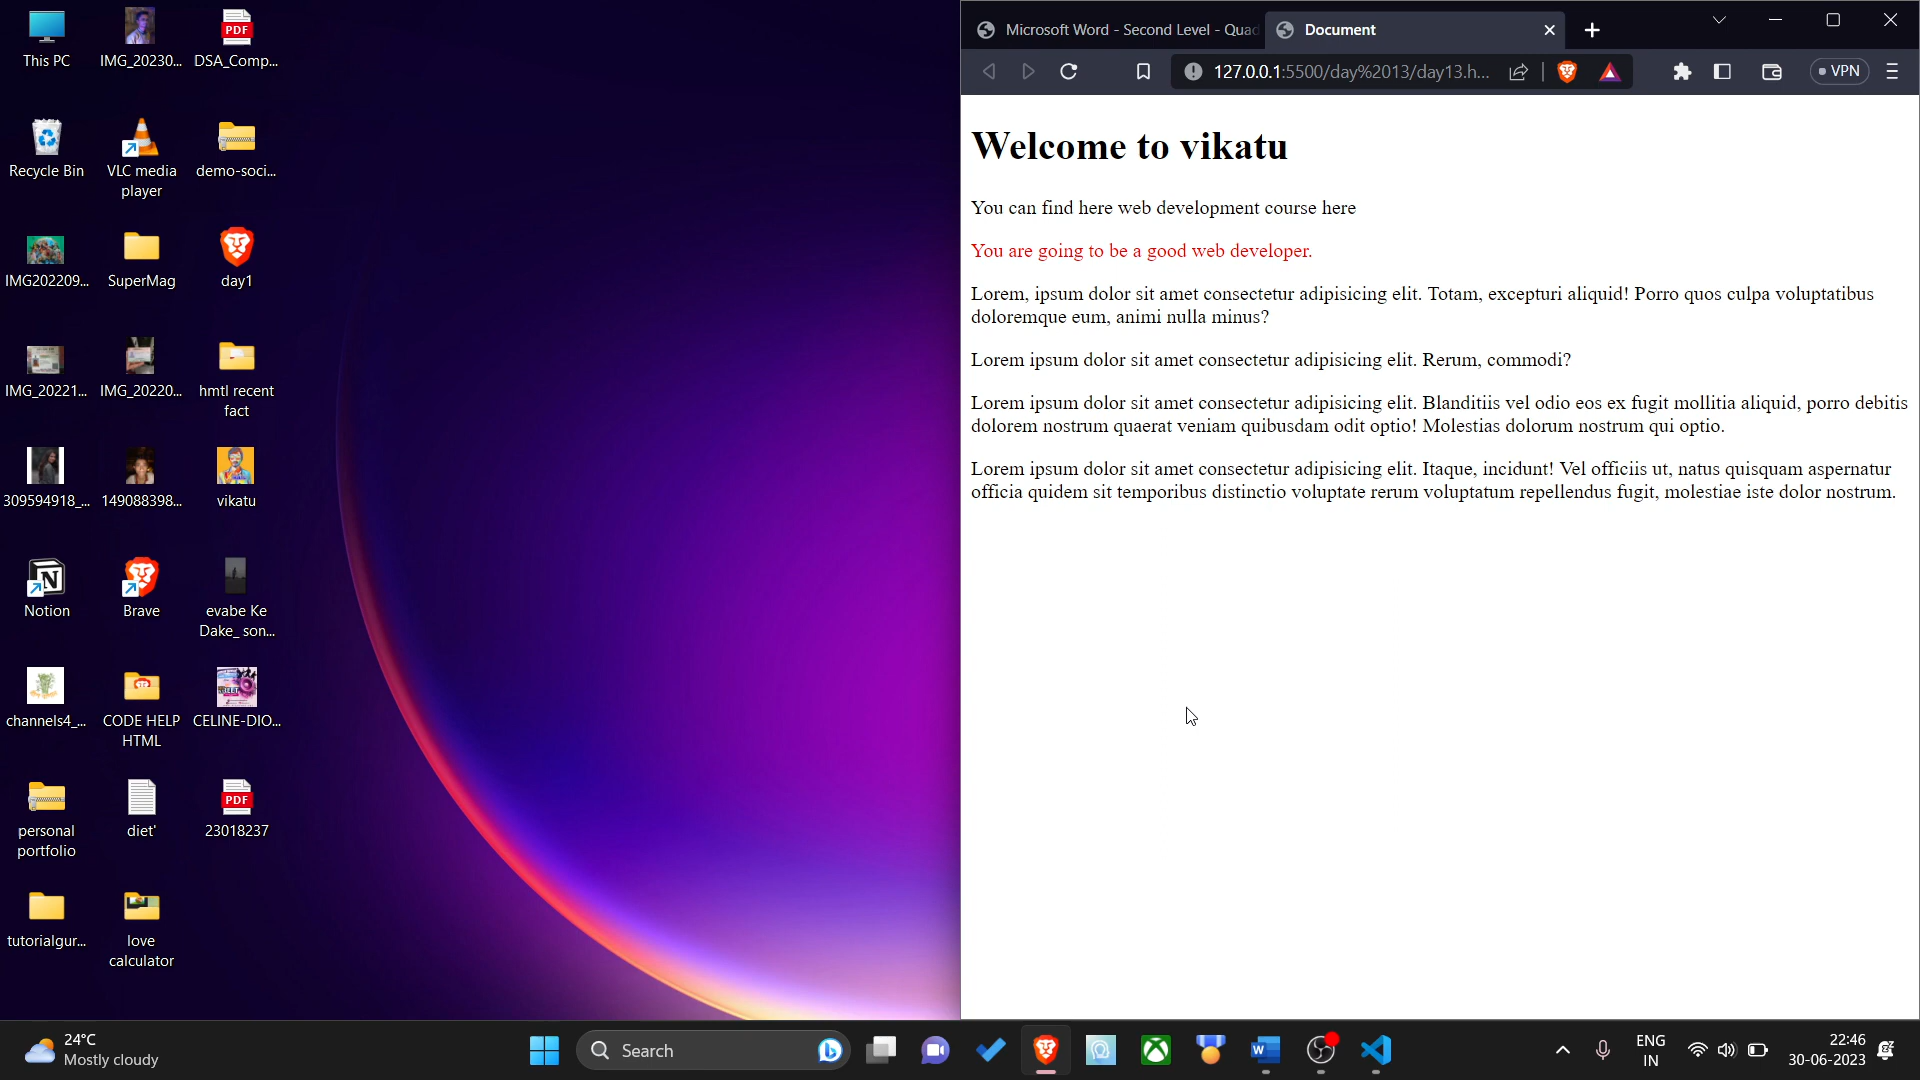 This PC
IMG_20230...
DSA_Comp...
Recycle Bin
VLC media
player
demo-soci...
IMG202209...
SuperMag
day1
IMG_20221...
IMG_20220...
hmtl recent
fact
309594918_...
149088398...
vikatu
Notion
Brave
evabe Ke
Dake_ son...
channels4_...
CODE HELP
HTML
CELINE-DIO...
personal
portfolio
diet'
23018237
tutorialgur...
love
calculator
PDF
PDF
Microsoft Word - Second Level - Quad
Document
127.0.0.1:5500/day%2013/day13.h...
VPN
Welcome to vikatu
You can find here web development course here
You are going to be a good web developer.
Lorem, ipsum dolor sit amet consectetur adipisicing elit. Totam, excepturi aliquid! Porro quos culpa voluptatibus
doloremque eum, animi nulla minus?
Lorem ipsum dolor sit amet consectetur adipisicing elit. Rerum, commodi?
Lorem ipsum dolor sit amet consectetur adipisicing elit. Blanditiis vel odio eos ex fugit mollitia aliquid, porro debitis
dolorem nostrum quaerat veniam quibusdam odit optio! Molestias dolorum nostrum qui optio.
Lorem ipsum dolor sit amet consectetur adipisicing elit. Itaque, incidunt! Vel officiis ut, natus quisquam aspernatur
officia quidem sit temporibus distinctio voluptate rerum voluptatum repellendus fugit, molestiae iste dolor nostrum.
24°C
Mostly cloudy
Search
ENG
IN
22:46
30-06-2023